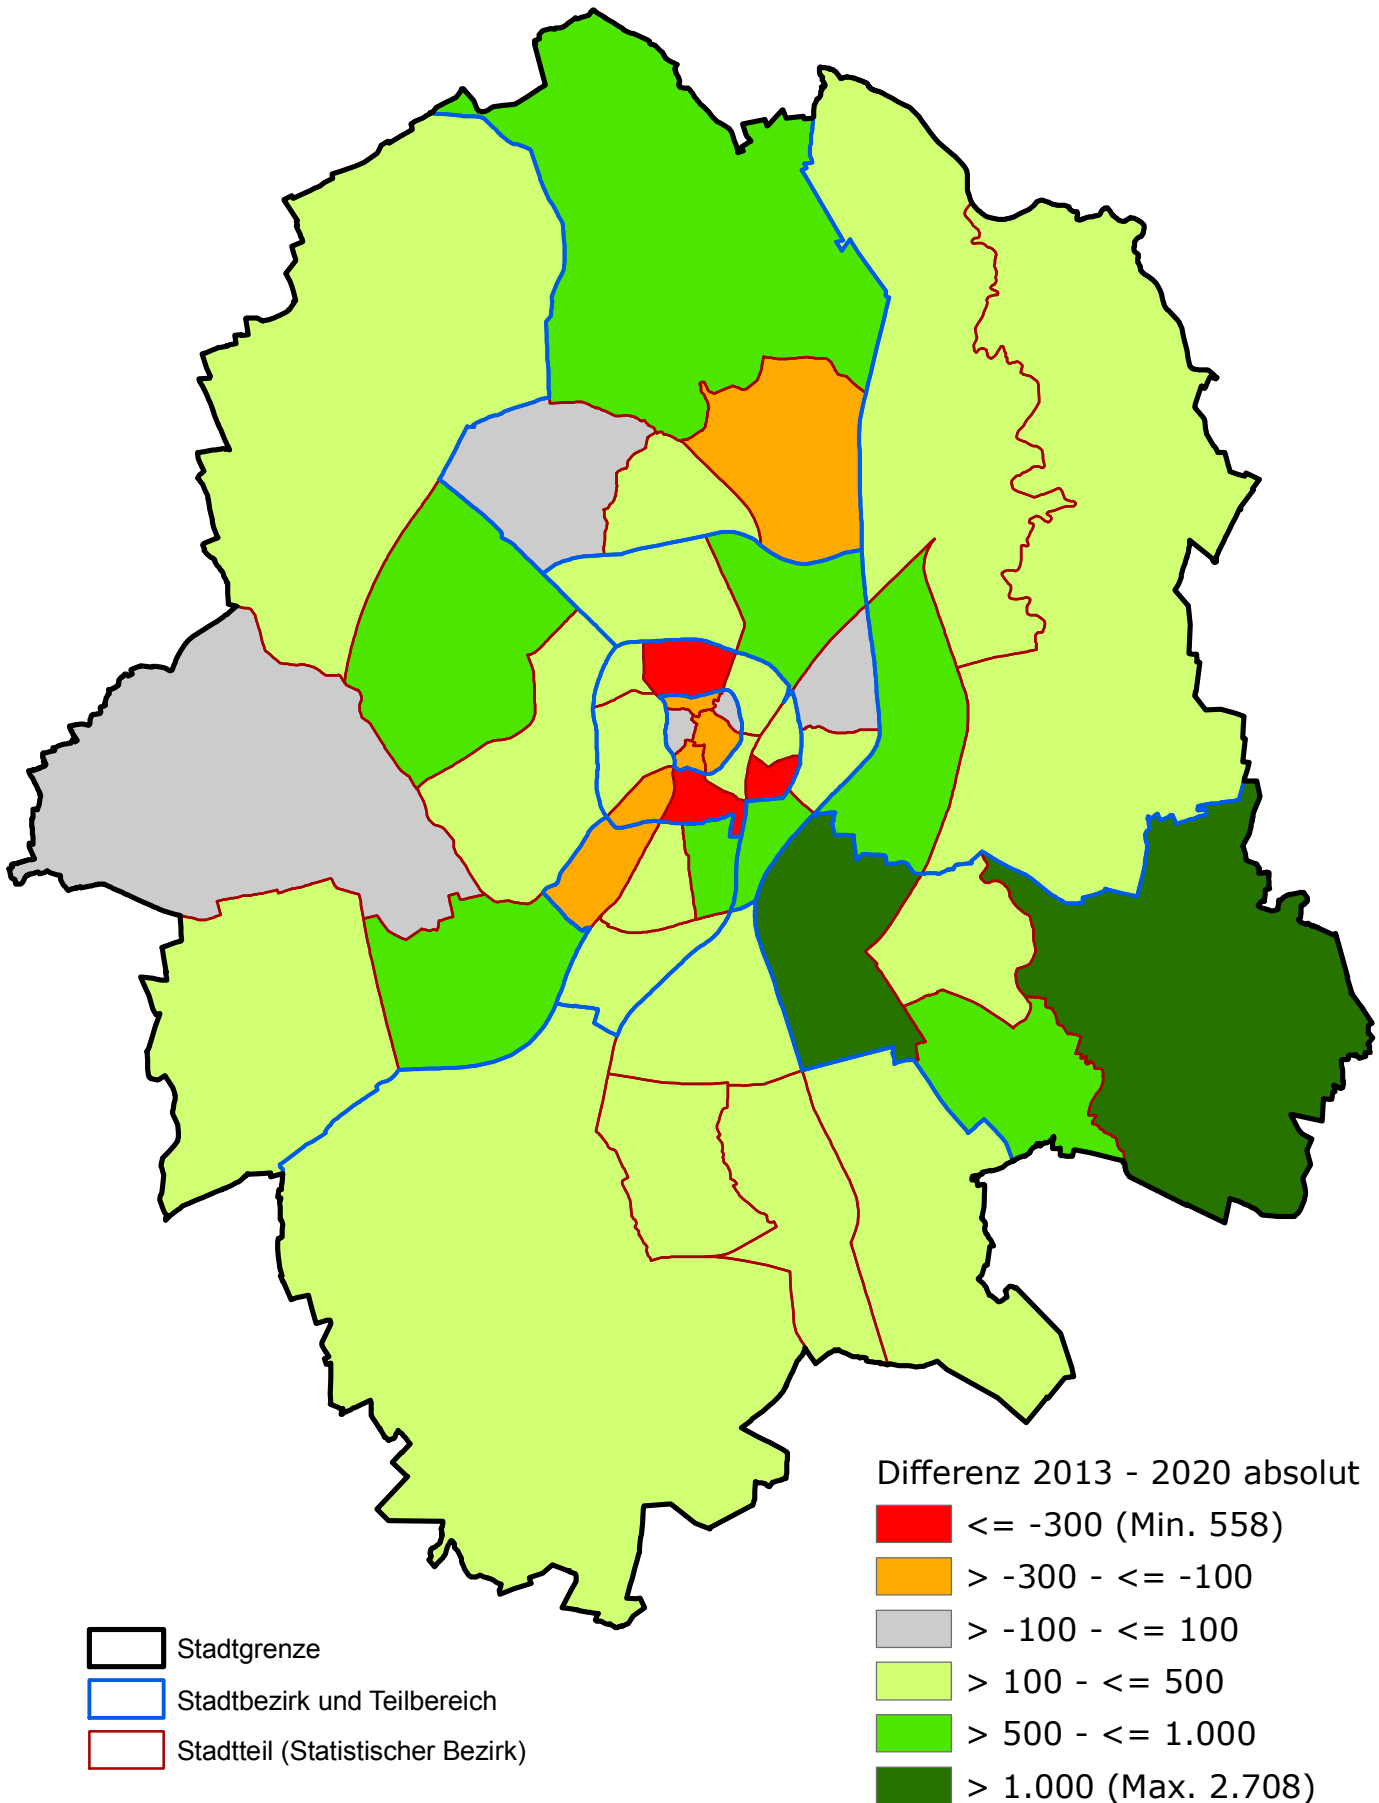 Differenz 2013 - 2020 absolut
<= -300 (Min. 558)
> -300 - <= -100
> -100 - <= 100
> 100 - <= 500
> 500 - <= 1.000
> 1.000 (Max. 2.708)
Stadtgrenze
Stadtbezirk und Teilbereich
Stadtteil (Statistischer Bezirk)